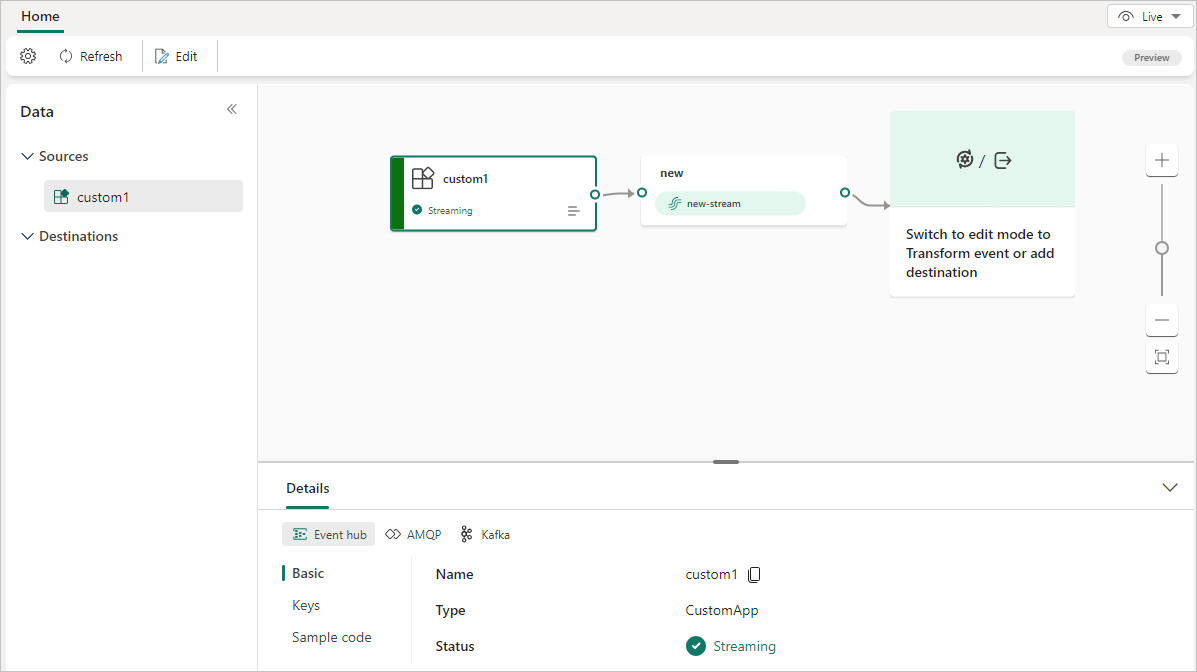 Home
Live
Refresh
Edit
Preview
Data
Sources
custom1
Destinations
custom1
Streaming
new
new-stream
/
Switch to edit mode to
Transform event or add
destination
Details
Event hub
AMQP
Kafka
Basic
Keys
Sample code
Name
custom1
Type
CustomApp
Status
Streaming